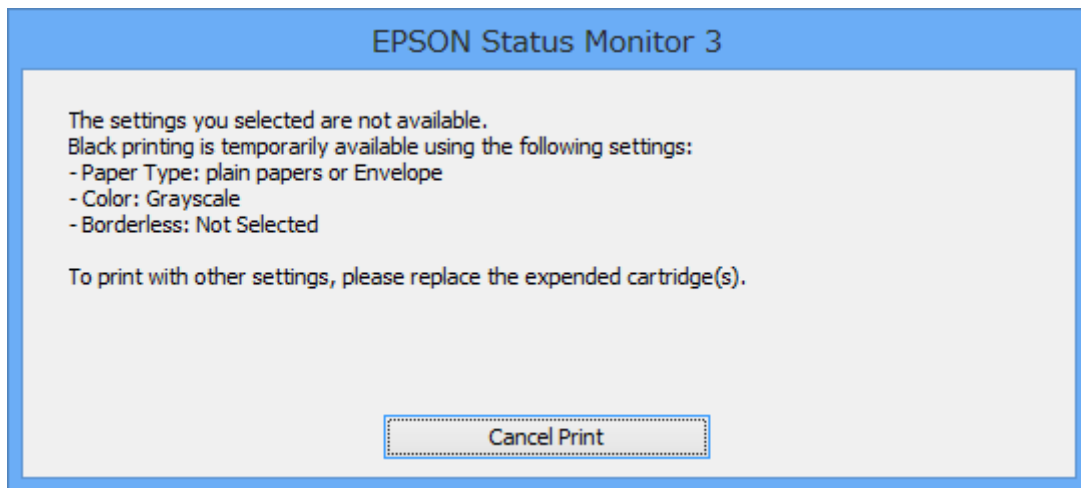 EPSON Status Monitor 3
The settings you selected are not available.
Black printing is temporarily available using the following settings:
- Paper Type: plain papers or Envelope
- Color: Grayscale
- Borderless: Not Selected
To print with other settings, please replace the expended cartridge(s).
Cancel Print